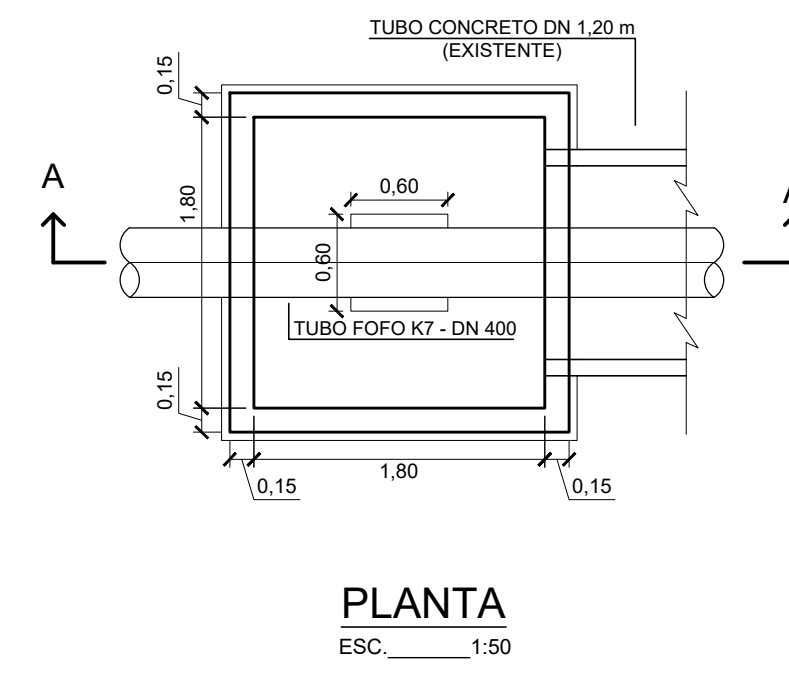 TUBO CONCRETO DN 1,20 m
(EXISTENTE)
0,15
A
A
0,60
1,80
0,60
TUBO FOFO K7 - DN 400
0,15
1,80
0,15
0,15
PLANTA
ESC._______1:50